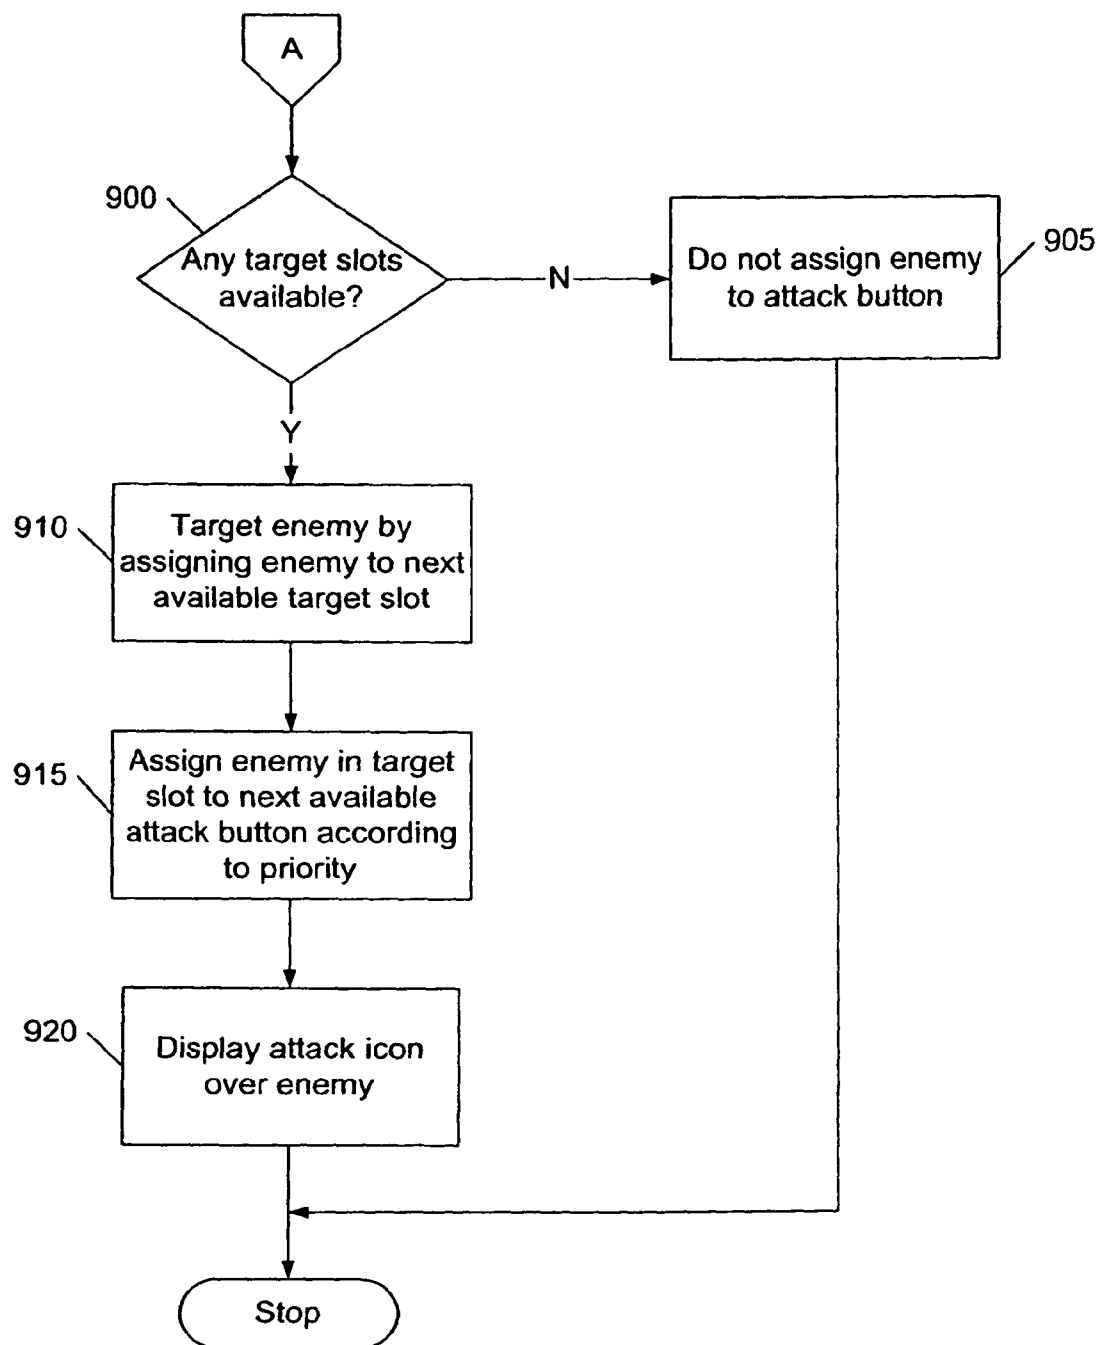 A
900
Any target slots
available?
N
Do not assign enemy
to attack button
905
Y
910
Target enemy by
assigning enemy to next
available target slot
915
Assign enemy in target
slot to next available
attack button according
to priority
920
Display attack icon
over enemy
Stop